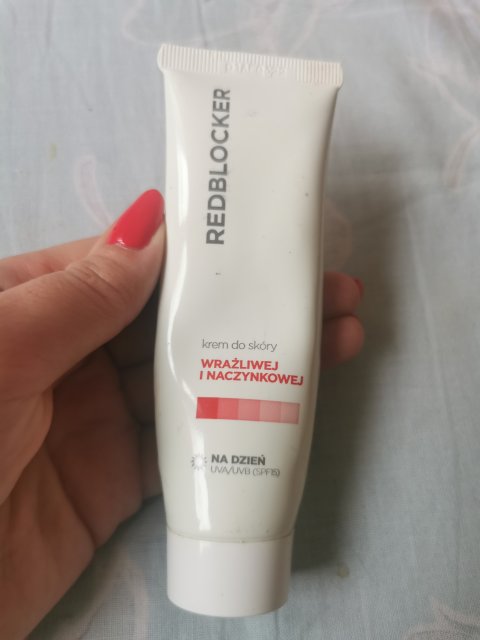 REDBLOCKER
krem do skóry
WRAŻLIWEJ
I NACZYNKOWEJ
NA DZIEŃ
UVA/UVB (SPF15)